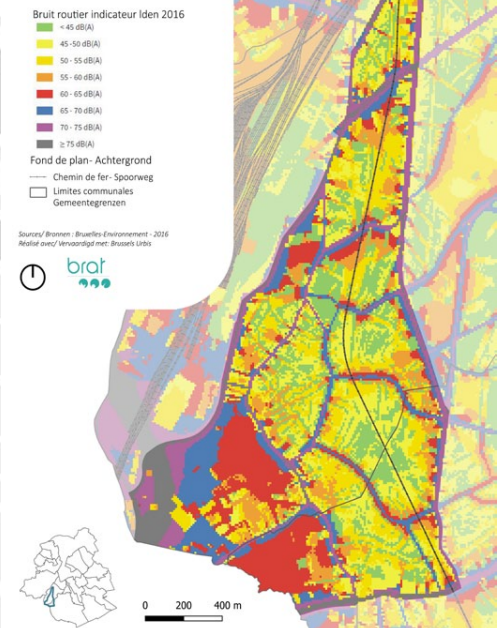 Bruit routier indicateur lden 2016
< 45 dB(A)
45 -50 dB(A)
50 - 55 dB(A)
55 - 60 dB(A)
60 - 65 dB(A)
65 - 70 dB(A)
70 - 75 dB(A)
≥ 75 dB(A)
Fond de plan- Achtergrond
Chemin de fer- Spoorweg
Limites communales
Gemeentegrenzen
Sources/ Bronnen : Bruxelles-Environnement - 2016
Réalisé avec/ Vervaardigd met: Brussels Urbis
brat
0 200 400 m